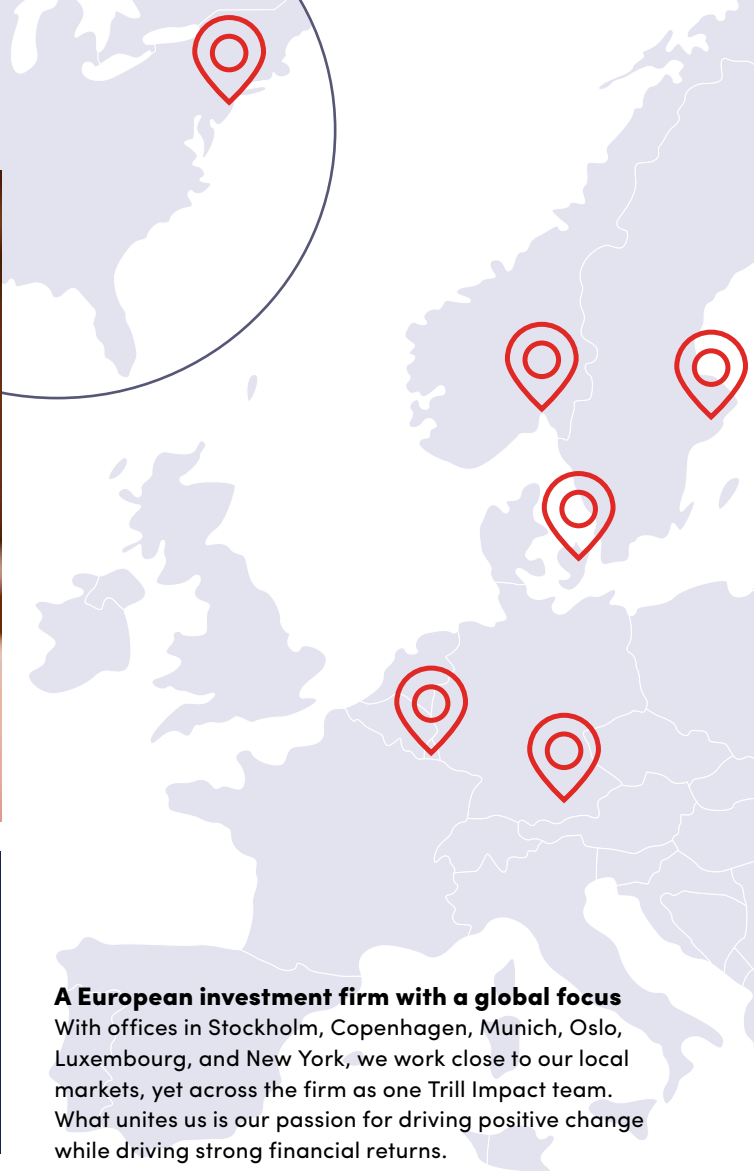 A European investment firm with a global focus
With offices in Stockholm, Copenhagen, Munich, Oslo,
Luxembourg, and New York, we work close to our local
markets, yet across the firm as one Trill Impact team.
What unites us is our passion for driving positive change
while driving strong financial returns.